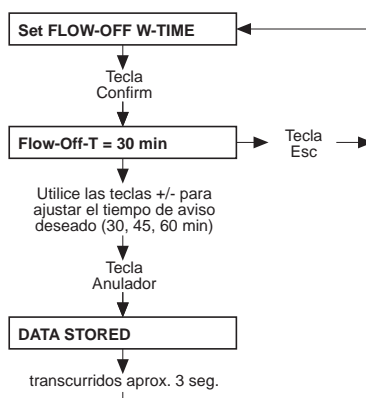 Set FLOW-OFF W-TIME
Tecla
Confirm
Flow-Off-T = 30 min
Tecla
Esc
Utilice las teclas +/- para
ajustar el tiempo de aviso
deseado (30, 45, 60 min)
Tecla
Anulador
DATA STORED
transcurridos aprox. 3 seg.